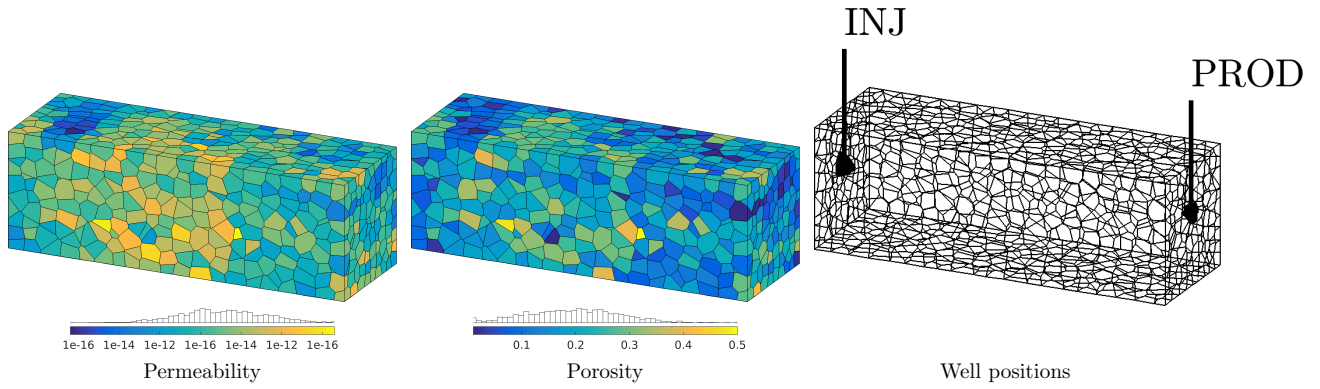 INJ
PROD
1e-16 1e-14 1e-12 1e-16 1e-14 1e-12 1e-16
0.1 0.2 0.3 0.4 0.5
Permeability
Porosity
Well positions